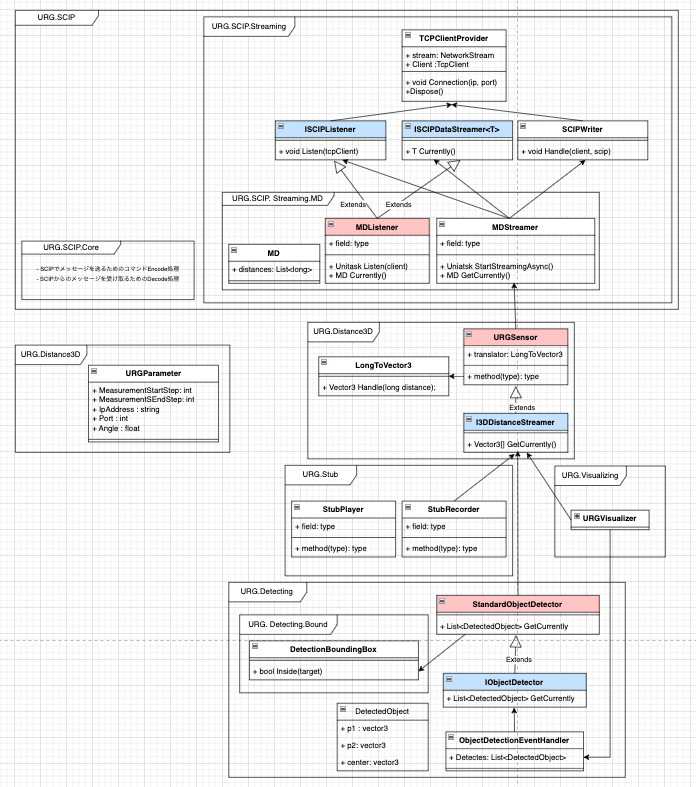 URG.SCIP
URG.SCIP.Streaming
TCPClientProvider
+ stream: NetworkStream
+ Client :TcpClient
+ void Connection(ip, port)
+Dispose()
ISCIPListener
+ void Listen(tcpClient)
ISCIPDataStreamer<T>
+ T Currently()
SCIPWriter
+ void Handle(client, scip)
Extends
Extends
URG.SCIP. Streaming.MD
MD
+ distances: List<long>
MDListener
+ field: type
+ Unitask Listen(client)
+ MD Currently()
MDStreamer
+ field: type
+ Uniatsk StartStreamingAsync()
+ MD GetCurrently()
URG.SCIP.Core
- SCIPでメッセージを送るためのコマンドEncode処理
- SCIPからのメッセージを受け取るためのDecode処理
URG.Distance3D
URGSensor
+ translator: LongToVector3
+ method(type): type
LongToVector3
+ Vector3 Handle(long distance);
Extends
I3DDistanceStreamer
+ Vector3[] GetCurrently()
URG.Distance3D
URGParameter
+ MeasurementStartStep: int
+ MeasurementSEndStep: int
+ IpAddress : string
+ Port : int
+ Angle : float
URG.Stub
StubPlayer
+ field: type
+ method(type): type
StubRecorder
+ field: type
+ method(type): type
URG.Visualizing
URGVisualizer
URG.Detecting
StandardObjectDetector
+ List<DetectedObject> GetCurrently
URG. Detecting.Bound
DetectionBoundingBox
+ bool Inside(target)
Extends
IObjectDetector
+ List<DetectedObject> GetCurrently
DetectedObject
+ p1 : vector3
+ p2: vector3
+ center: vector3
ObjectDetectionEventHandler
+ Detectes: List<DetectedObject>